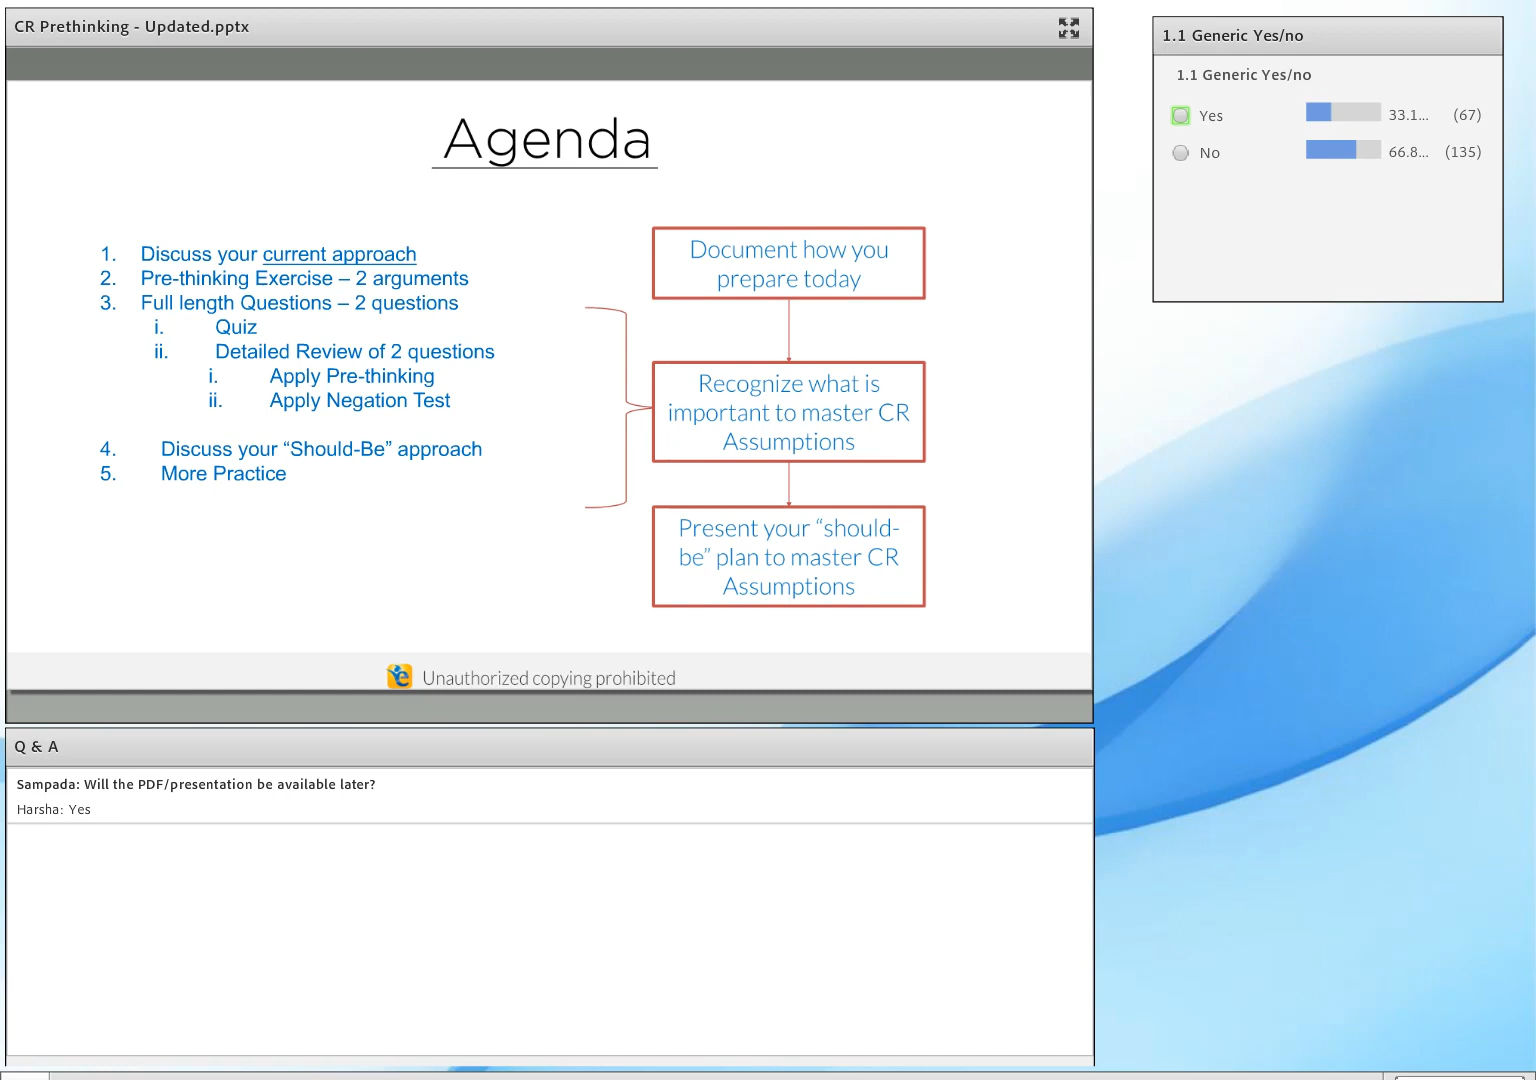 CR Prethinking - Updated.pptx
Agenda
1. Discuss your current approach
2. Pre-thinking Exercise – 2 arguments
3. Full length Questions – 2 questions
i. Quiz
ii. Detailed Review of 2 questions
i. Apply Pre-thinking
ii. Apply Negation Test
4. Discuss your “Should-Be” approach
5. More Practice
Document how you
prepare today
Recognize what is
important to master CR
Assumptions
Present your “should-
be” plan to master CR
Assumptions
Unauthorized copying prohibited
1.1 Generic Yes/no
1.1 Generic Yes/no
Yes 33.1... (67)
No 66.8... (135)
Q & A
Sampada: Will the PDF/presentation be available later?
Harsha: Yes